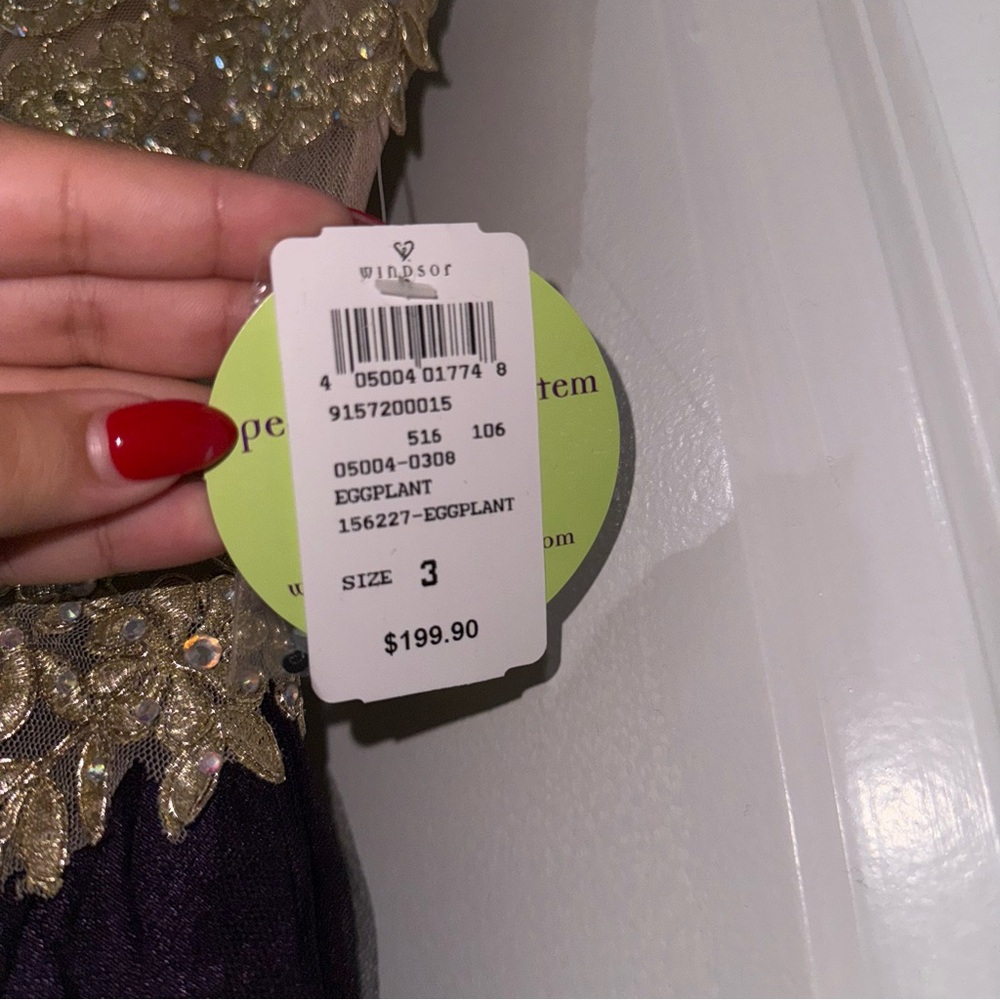 windsor
4 05004 01774 8
9157200015
516 106
05004-0308
EGGPLANT
156227-EGGPLANT
SIZE 3
$199.90
pe
tem
om
w